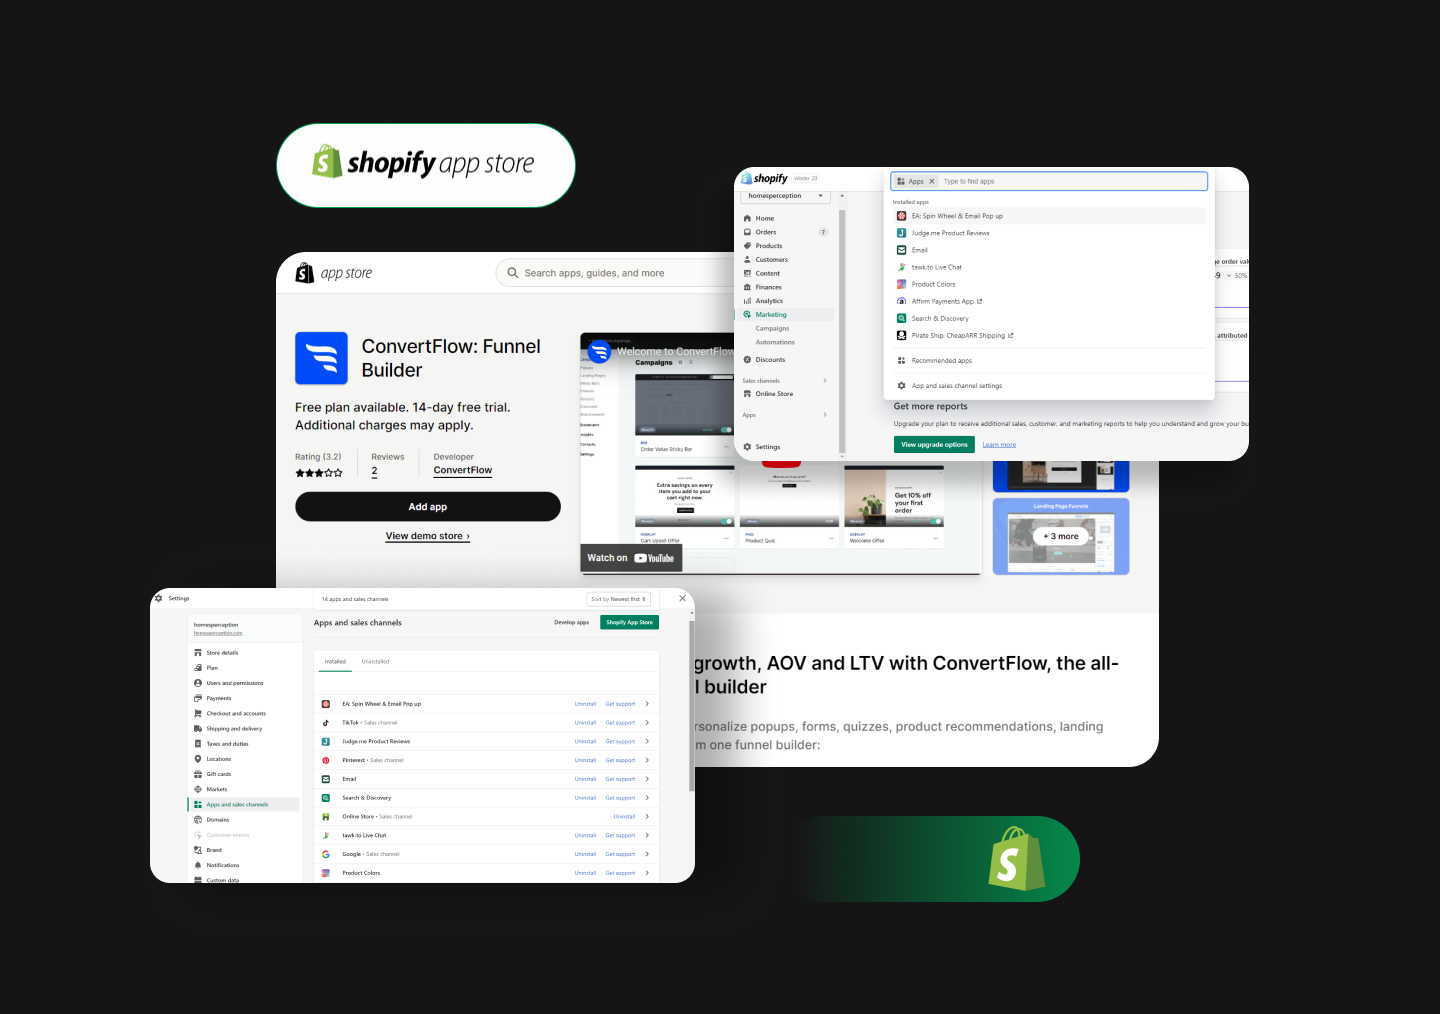 shopify app store
app store
Search apps, guides, and more
ConvertFlow: Funnel
Builder
Free plan available. 14-day free trial.
Additional charges may apply.
Rating (3.2)
Reviews
Developer
2
ConvertFlow
Add app
View demo store ›
Welcome to ConvertFlow
Campaigns
Order Value Sticky Bar
Extra savings on every
item you add to your
cart right now
OVERLAY
Cart Upsell Offer
PAGE
Product Quiz
Get 10% off
your first
order
OVERLAY
Welcome Offer
Watch on YouTube
Landing Page Funnels
+ 3 more
growth, AOV and LTV with ConvertFlow, the all-
l builder
rsonalize popups, forms, quizzes, product recommendations, landing
m one funnel builder:
shopify
Winter '23
homesperception
Home
Orders
7
Products
Customers
Content
Finances
Analytics
Marketing
Campaigns
Automations
Discounts
Sales channels
Online Store
Apps
Settings
Apps
Type to find apps
Installed apps
EA: Spin Wheel & Email Pop up
Judge.me Product Reviews
Email
tawk.to Live Chat
Product Colors
Affirm Payments App
Search & Discovery
Pirate Ship: CheapARR Shipping
Recommended apps
App and sales channel settings
ge order valu
9
50%
attributed
Get more reports
Upgrade your plan to receive additional sales, customer, and marketing reports to help you understand and grow your bu
View upgrade options
Learn more
Settings
14 apps and sales channels
Sort by Newest first
homesperception
homesperception.com
Store details
Plan
Users and permissions
Payments
Checkout and accounts
Shipping and delivery
Taxes and duties
Locations
Gift cards
Markets
Apps and sales channels
Domains
Customer events
Brand
Notifications
Custom data
Apps and sales channels
Develop apps
Shopify App Store
Installed
Uninstalled
EA: Spin Wheel & Email Pop up
Uninstall
Get support
TikTok • Sales channel
Uninstall
Get support
Judge.me Product Reviews
Uninstall
Get support
Pinterest • Sales channel
Uninstall
Get support
Email
Uninstall
Get support
Search & Discovery
Uninstall
Get support
Online Store • Sales channel
Uninstall
tawk.to Live Chat
Uninstall
Get support
Google • Sales channel
Uninstall
Get support
Product Colors
Uninstall
Get support